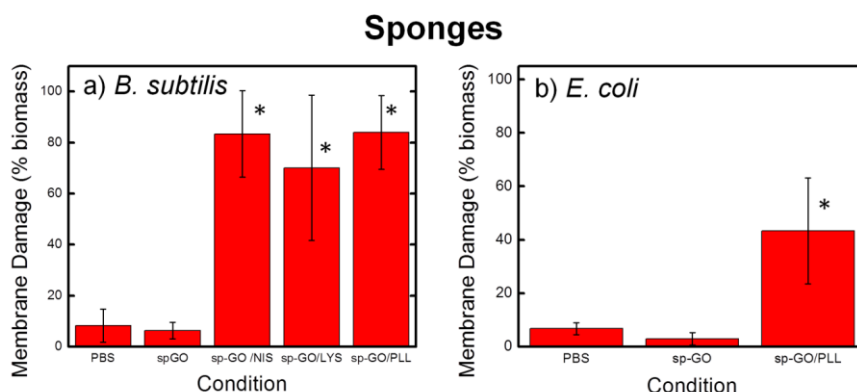 Sponges
a) B. subtilis
Membrane Damage (% biomass)
100
80
60
40
20
0
*
*
*
PBS
spGO
sp-GO /NIS
sp-GO/LYS
sp-GO/PLL
Condition
b) E. coli
Membrane Damage (% biomass)
100
80
60
40
20
0
*
PBS
sp-GO
sp-GO/PLL
Condition